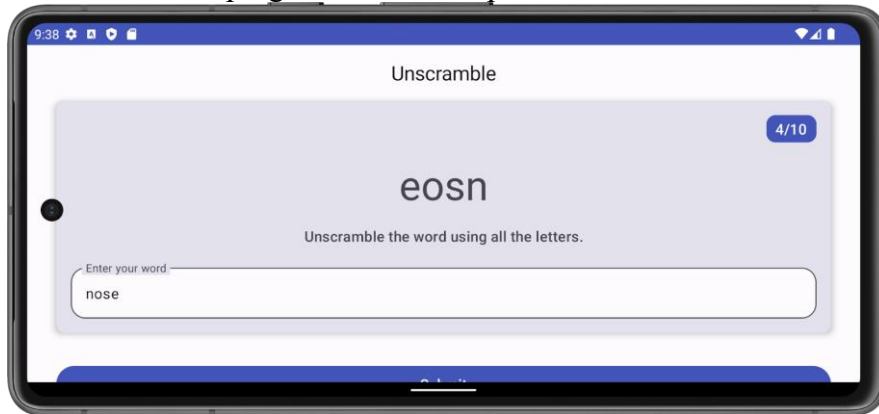 9:38
Unscramble
4/10
eosn
Unscramble the word using all the letters.
Enter your word
nose